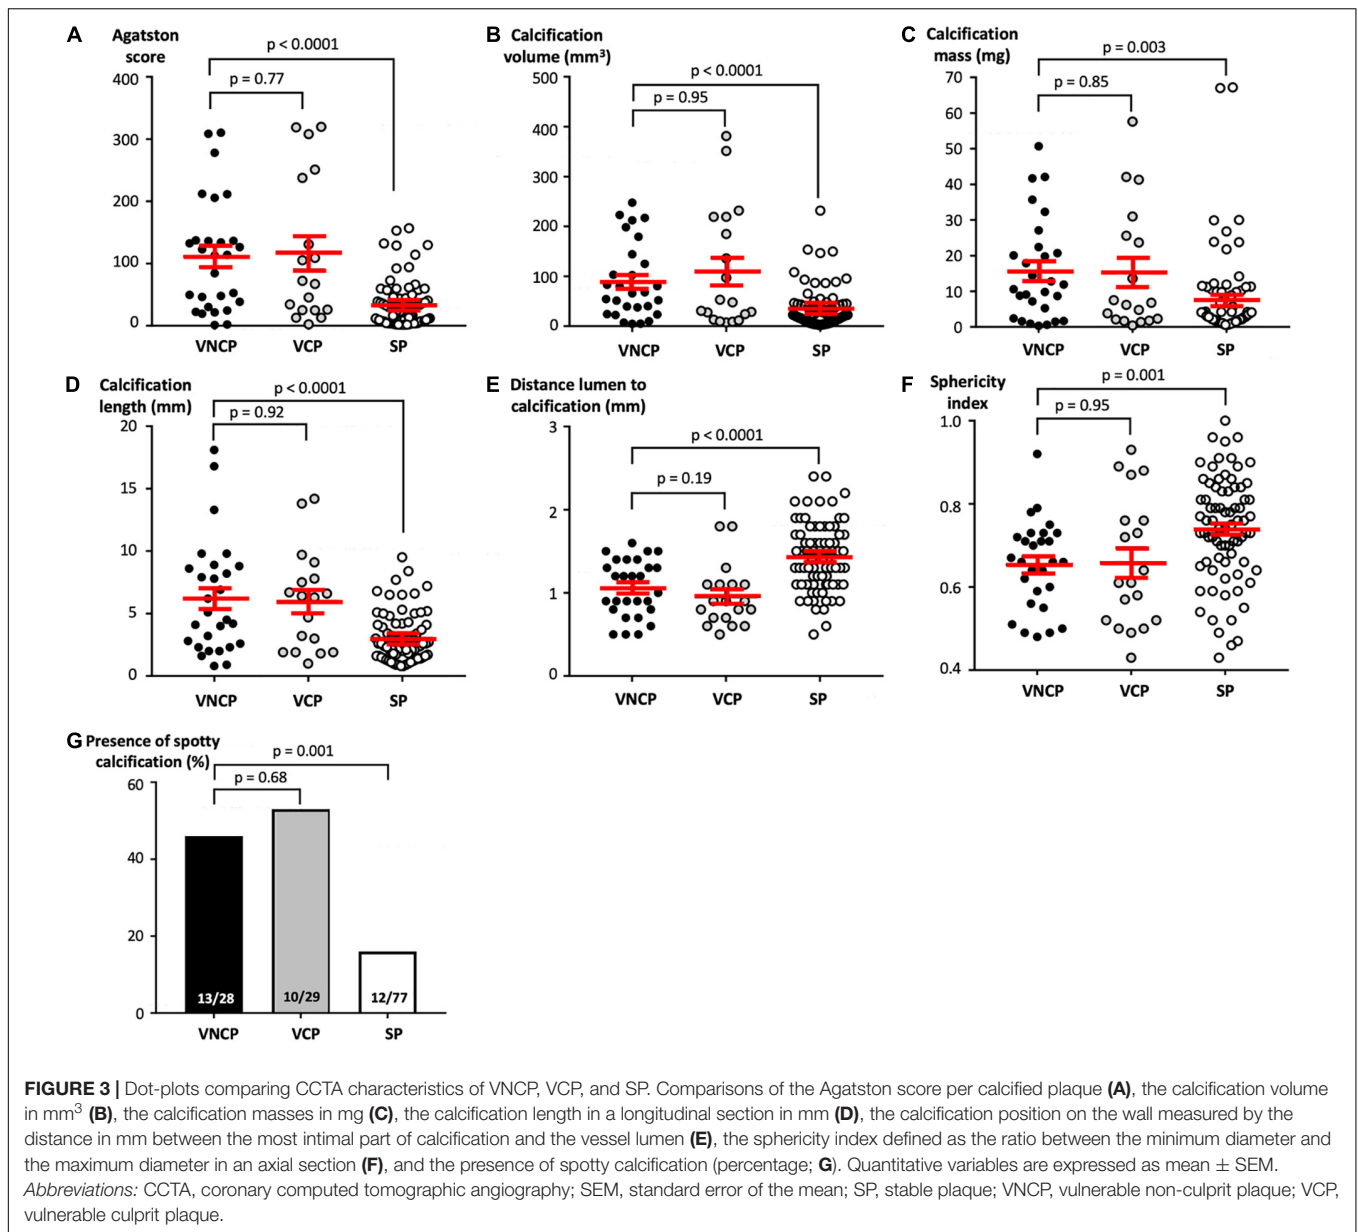 A Agatston
score
p < 0.0001
p = 0.77
400
300
200
100
0
VNCP VCP SP
B Calcification
volume (mm³)
p < 0.0001
p = 0.95
500
400
300
200
100
0
VNCP VCP SP
C Calcification
mass (mg)
p = 0.003
p = 0.85
70
60
50
40
30
20
10
0
VNCP VCP SP
D Calcification
length (mm)
p < 0.0001
p = 0.92
20
15
10
5
0
VNCP VCP SP
E Distance lumen to
calcification (mm)
p < 0.0001
p = 0.19
3
2
1
0
VNCP VCP SP
F Sphericity
index
p = 0.001
p = 0.95
1.0
0.8
0.6
0.4
VNCP VCP SP
G Presence of spotty
calcification (%)
p = 0.001
p = 0.68
60
40
20
0
13/28 10/29 12/77
VNCP VCP SP
FIGURE 3 | Dot-plots comparing CCTA characteristics of VNCP, VCP, and SP. Comparisons of the Agatston score per calcified plaque (A), the calcification volume
in mm³ (B), the calcification masses in mg (C), the calcification length in a longitudinal section in mm (D), the calcification position on the wall measured by the
distance in mm between the most intimal part of calcification and the vessel lumen (E), the sphericity index defined as the ratio between the minimum diameter and
the maximum diameter in an axial section (F), and the presence of spotty calcification (percentage; G). Quantitative variables are expressed as mean ± SEM.
Abbreviations: CCTA, coronary computed tomographic angiography; SEM, standard error of the mean; SP, stable plaque; VNCP, vulnerable non-culprit plaque; VCP,
vulnerable culprit plaque.